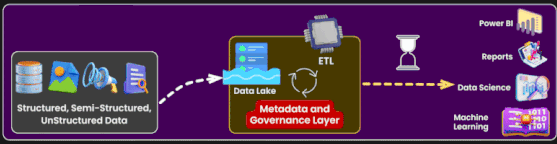 Structured, Semi-Structured,
UnStructured Data
Data Lake
ETL
Metadata and
Governance Layer
Power BI
Reports
Data Science
Machine
Learning